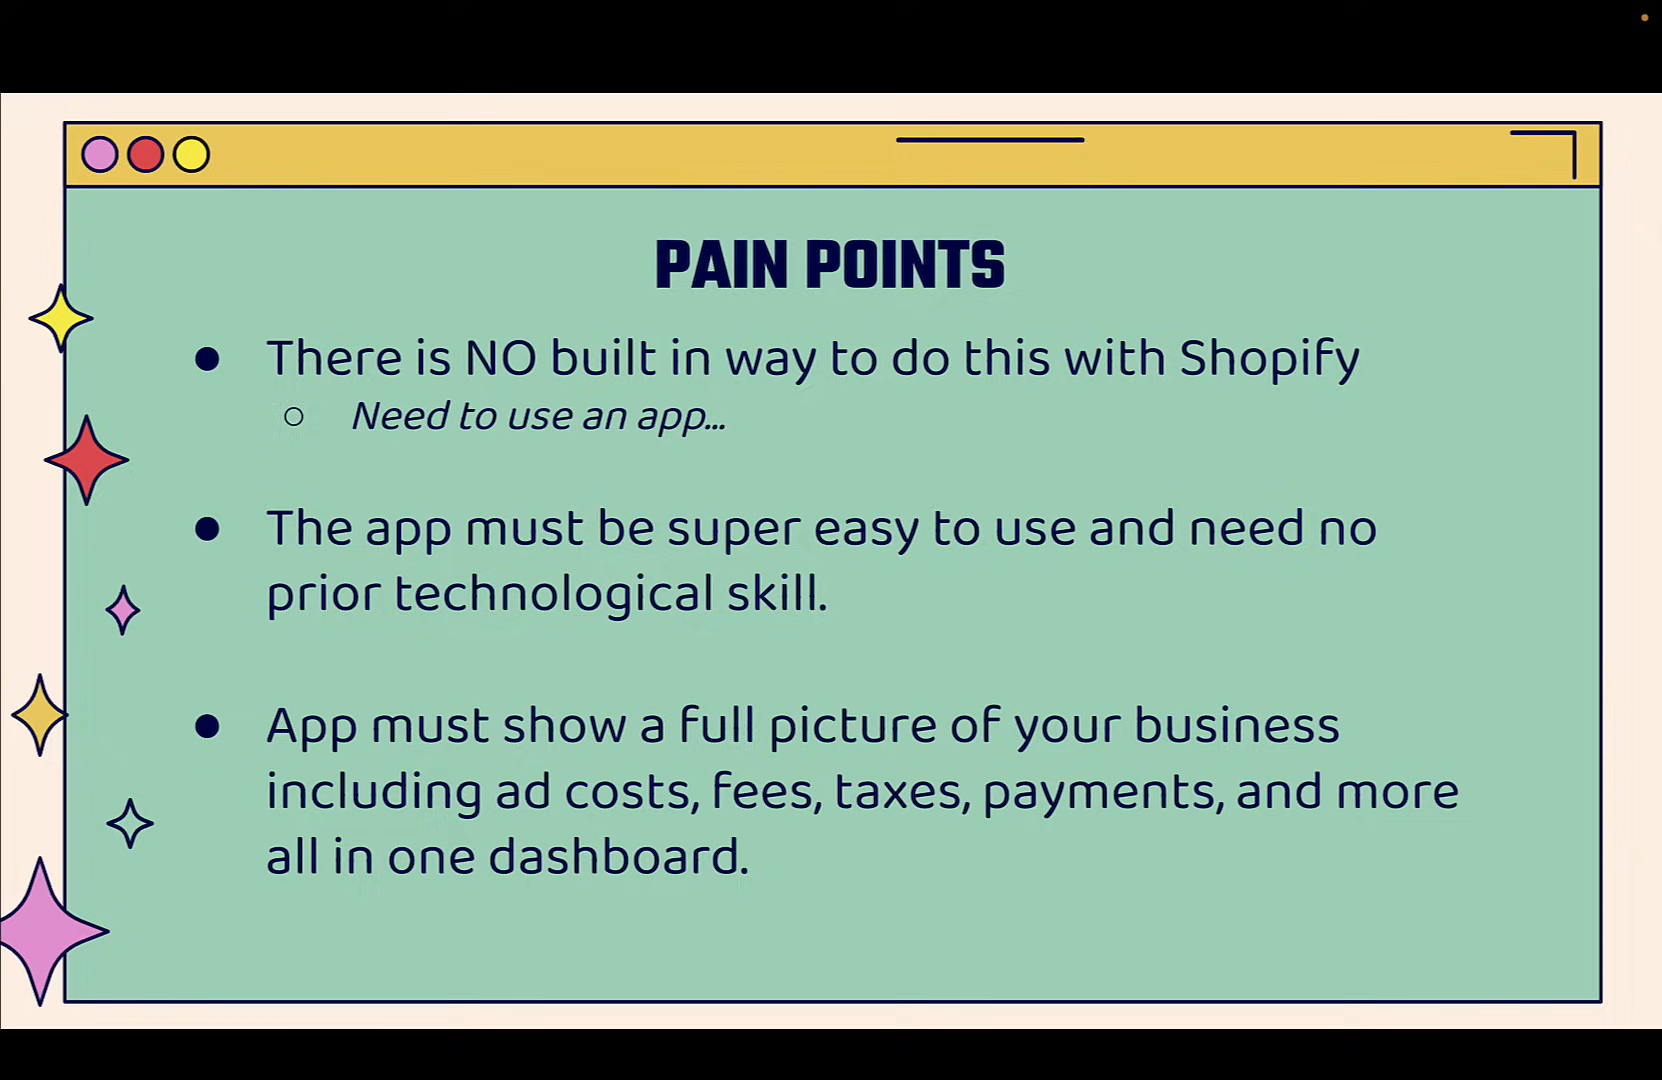 PAIN POINTS
● There is NO built in way to do this with Shopify
○ Need to use an app...
● The app must be super easy to use and need no
prior technological skill.
● App must show a full picture of your business
including ad costs, fees, taxes, payments, and more
all in one dashboard.